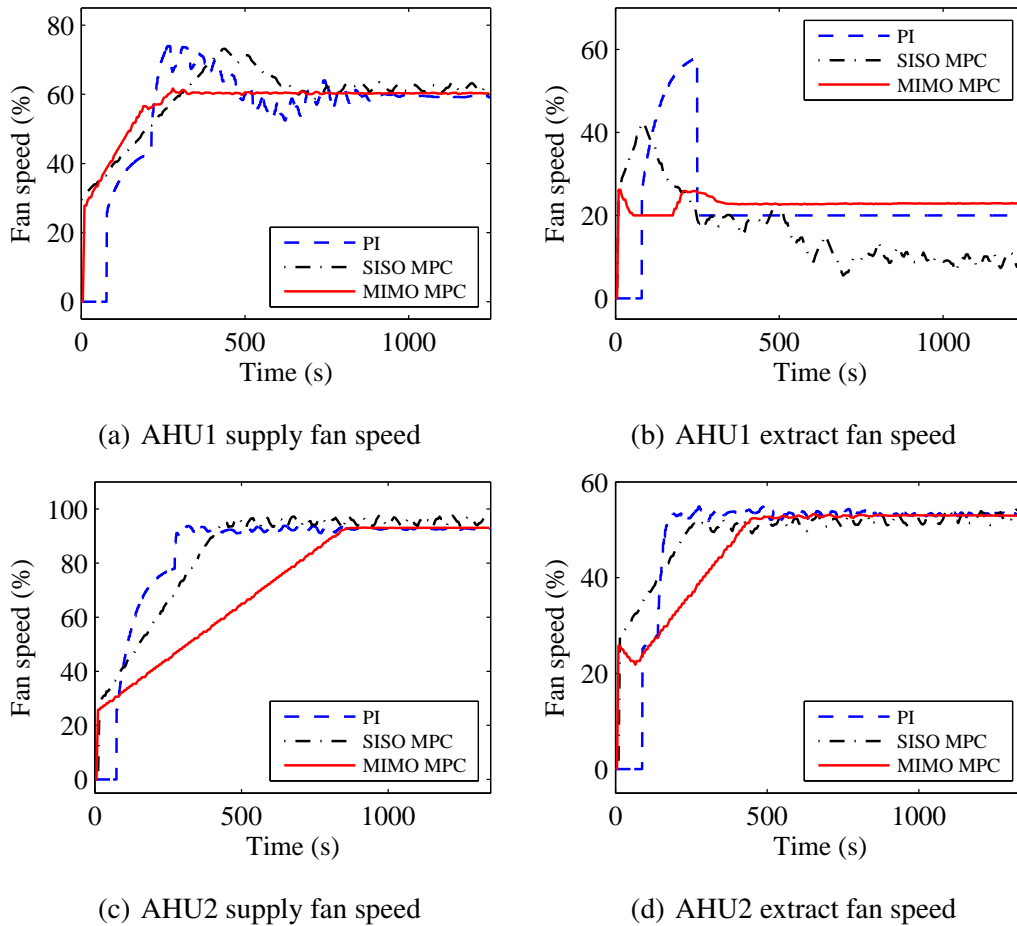 80
60
40
20
0
Fan speed (%)
PI
SISO MPC
MIMO MPC
0
500
1000
Time (s)
(a) AHU1 supply fan speed
60
40
20
0
Fan speed (%)
PI
SISO MPC
MIMO MPC
0
500
1000
Time (s)
(b) AHU1 extract fan speed
100
80
60
40
20
0
Fan speed (%)
PI
SISO MPC
MIMO MPC
0
500
1000
Time (s)
(c) AHU2 supply fan speed
60
40
20
0
Fan speed (%)
PI
SISO MPC
MIMO MPC
0
500
1000
Time (s)
(d) AHU2 extract fan speed